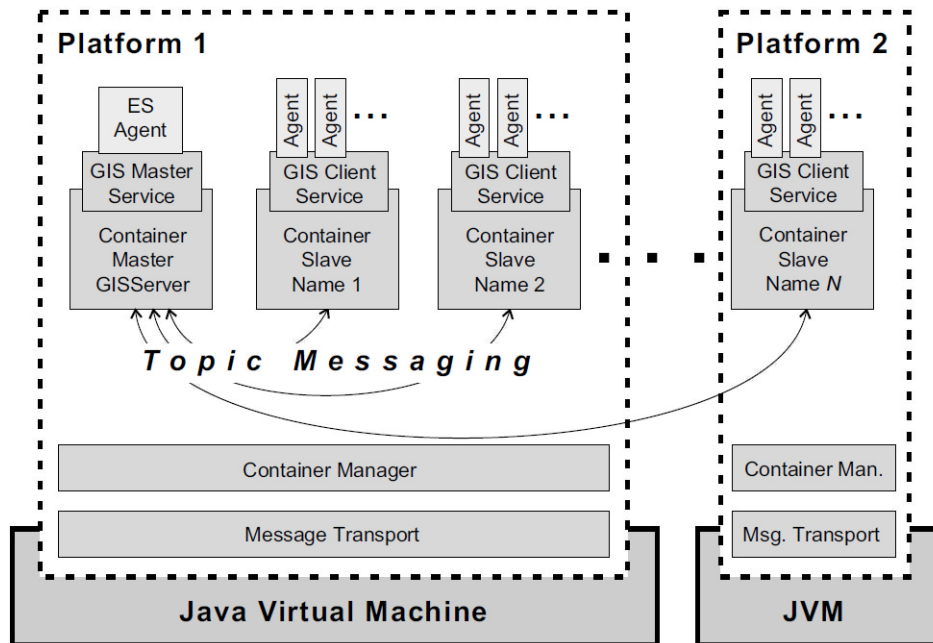 Platform 1
ES
Agent
GIS Master
Service
Container
Master
GISServer
Agent
Agent
...
GIS Client
Service
Container
Slave
Name 1
Agent
Agent
...
GIS Client
Service
Container
Slave
Name 2
. . .
Platform 2
Agent
Agent
...
GIS Client
Service
Container
Slave
Name N
Topic Messaging
Container Manager
Message Transport
Java Virtual Machine
Container Man.
Msg. Transport
JVM